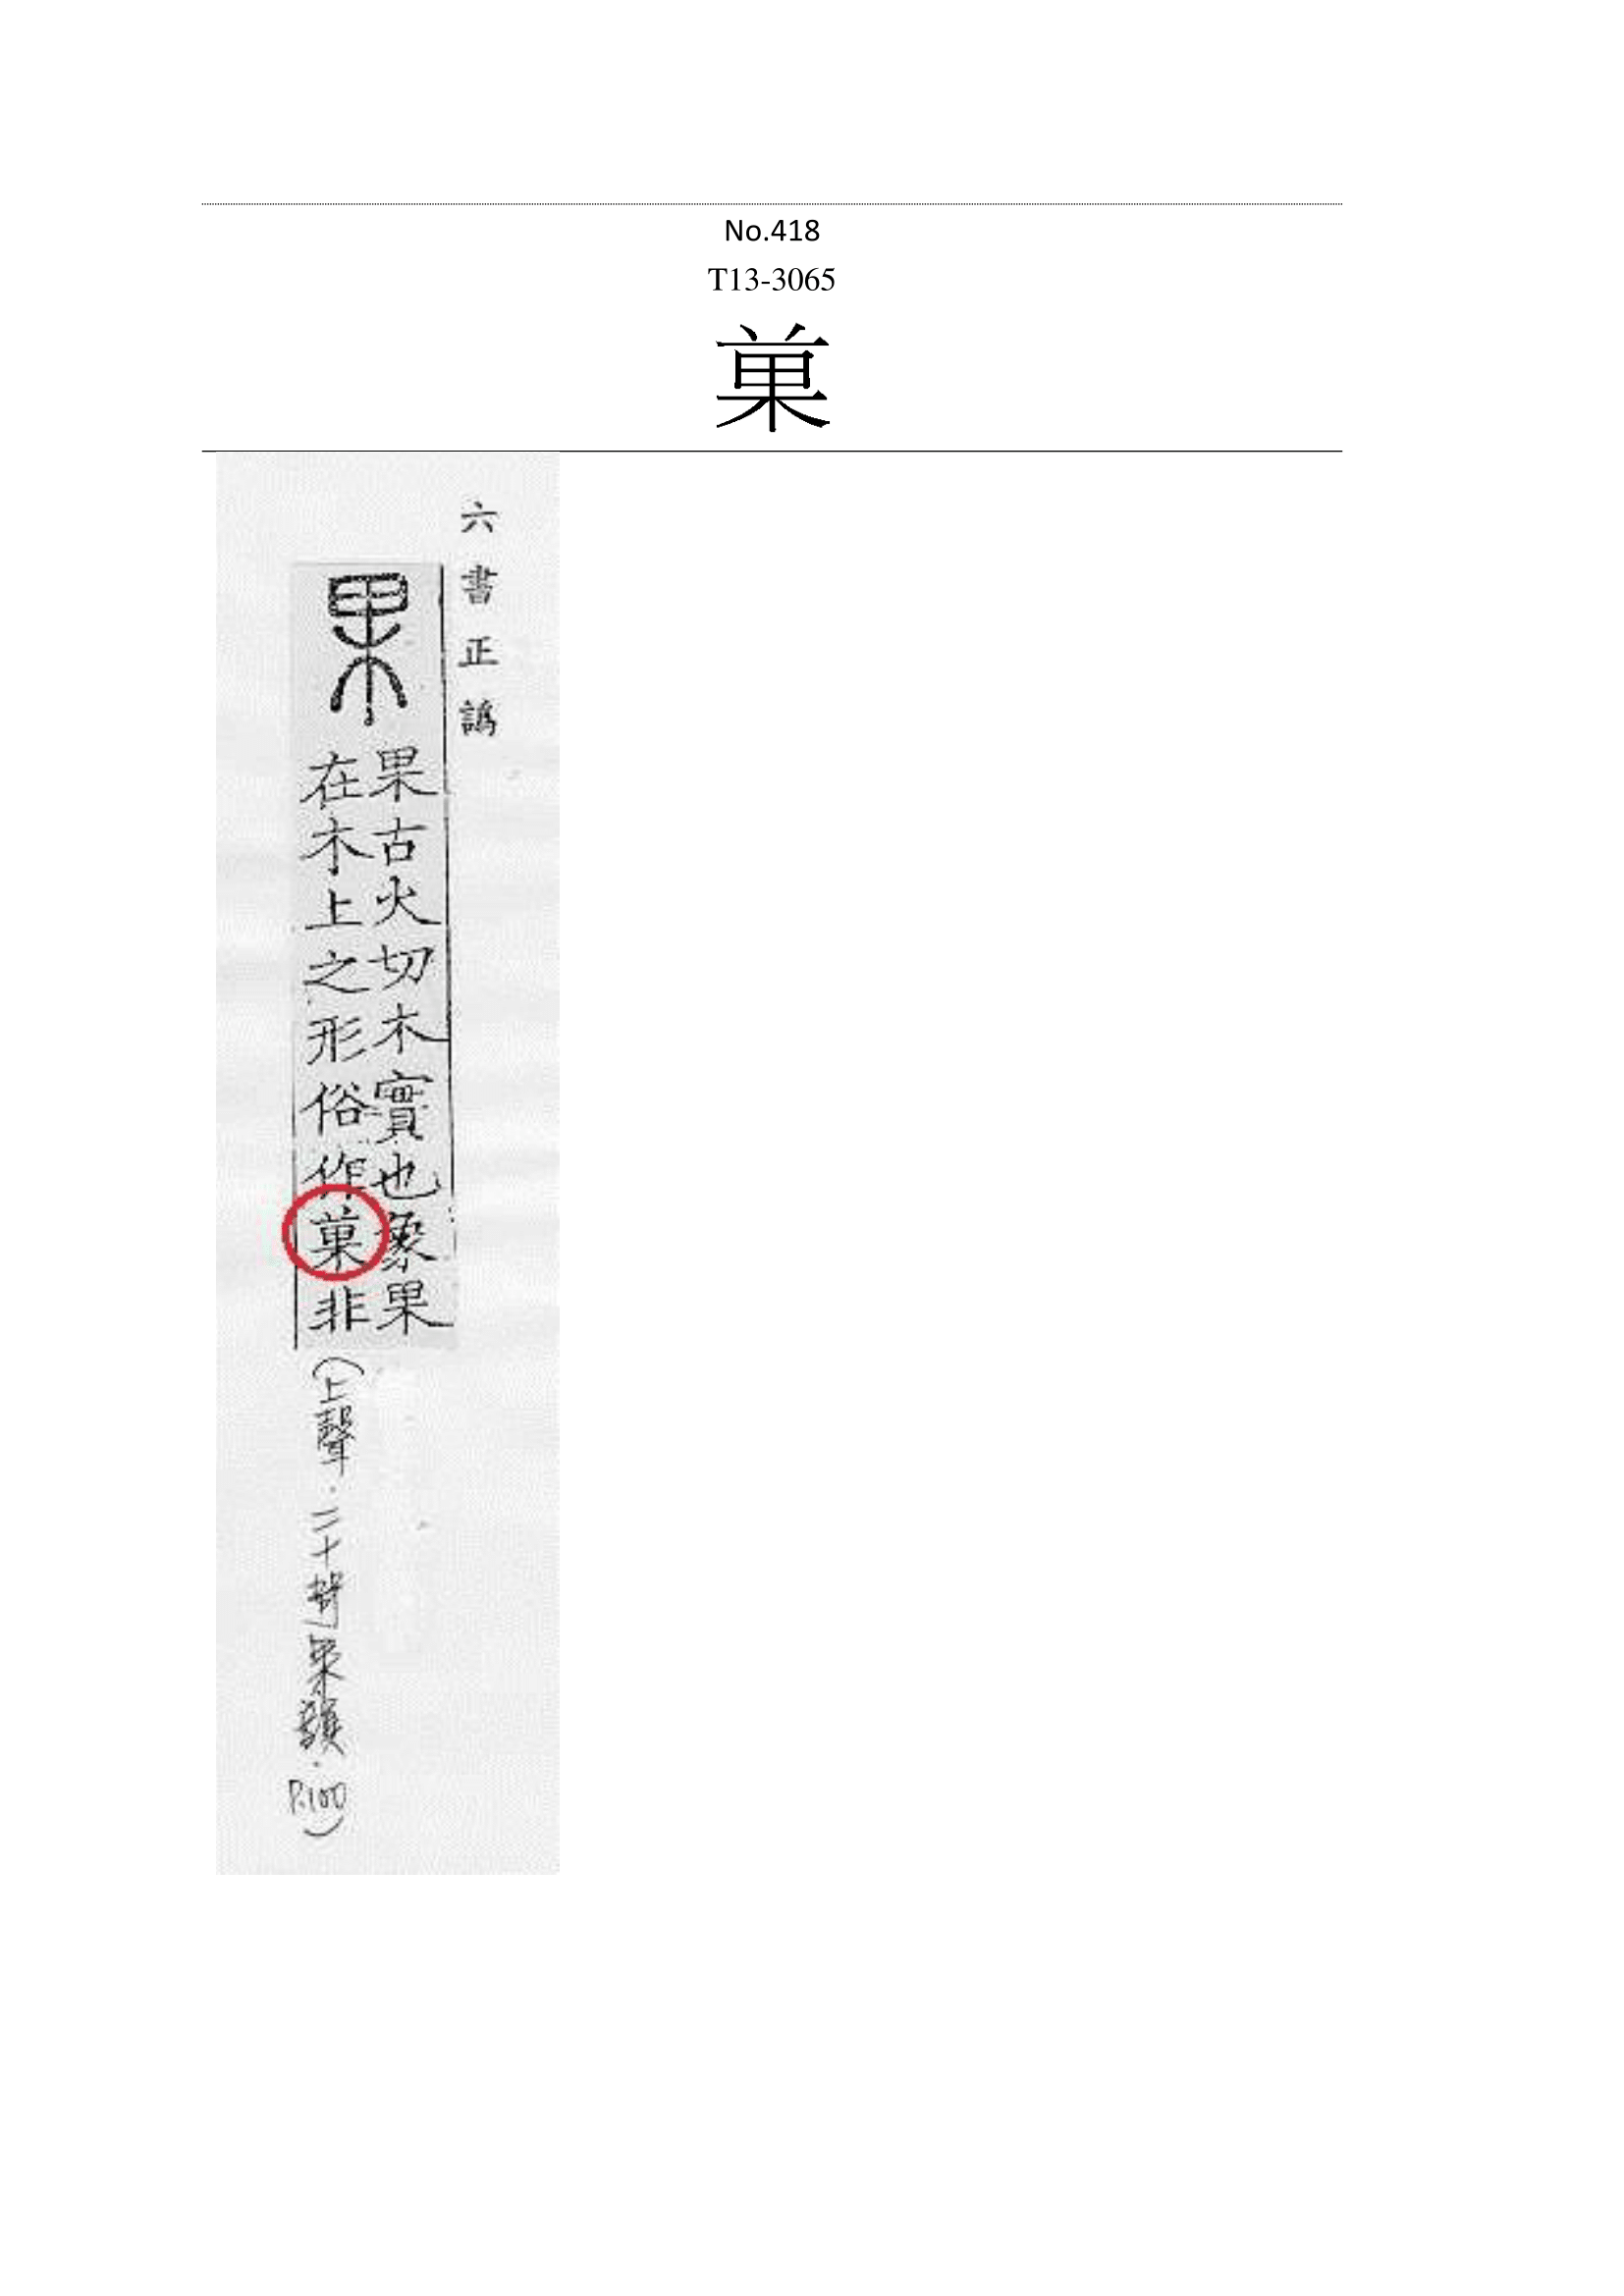 No.418
T13-3065
菓
六書正譌
果
果古火切木實也象果
在木上之形俗作菓非
(上聲．二十哿果韻．P.100)